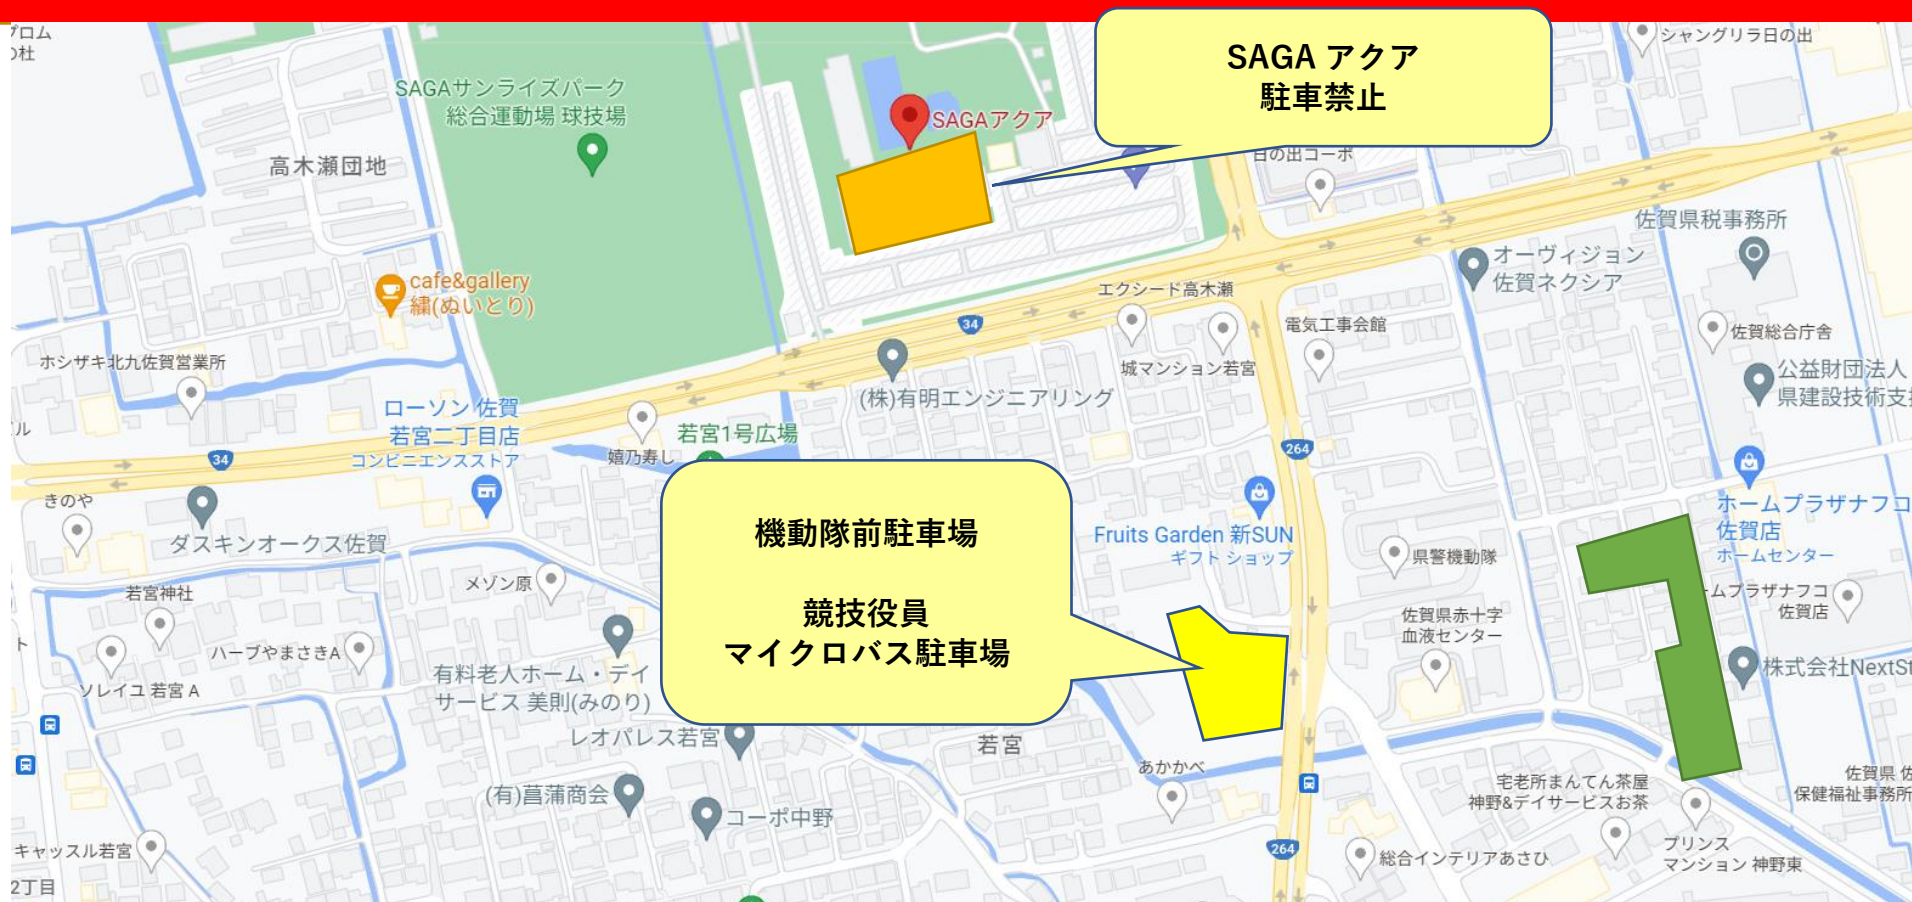 SAGA アクア
駐車禁止
シャングリラ日の出
SAGAサンライズパーク
総合運動場 球技場
SAGAアクア
高木瀬団地
日の出コーポ
佐賀県税事務所
オーヴィジョン
佐賀ネクシア
cafe&gallery
繍(ぬいとり)
エクシード高木瀬
34
電気工事会館
佐賀総合庁舎
ホシザキ北九佐賀営業所
城マンション若宮
公益財団法人
県建設技術支
(株)有明エンジニアリング
ローソン 佐賀
若宮二丁目店
コンビニエンスストア
若宮1号広場
嬉乃寿し
34
264
きのや
ダスキンオークス佐賀
機動隊前駐車場
競技役員
マイクロバス駐車場
Fruits Garden 新SUN
ギフト ショップ
県警機動隊
ホームプラザナフコ
佐賀店
ホームセンター
若宮神社
メゾン原
ムプラザナフコ
佐賀店
佐賀県赤十字
血液センター
ハーブやまさきA
ソレイユ 若宮 A
有料老人ホーム・デイ
サービス 美則(みのり)
株式会社NextSt
レオパレス若宮
若宮
あかかべ
(有)菖蒲商会
コーポ中野
宅老所まんてん茶屋
神野&デイサービスお茶
佐賀県 佐
保健福祉事務所
キャッスル若宮
2丁目
264
総合インテリアあさひ
プリンス
マンション 神野東